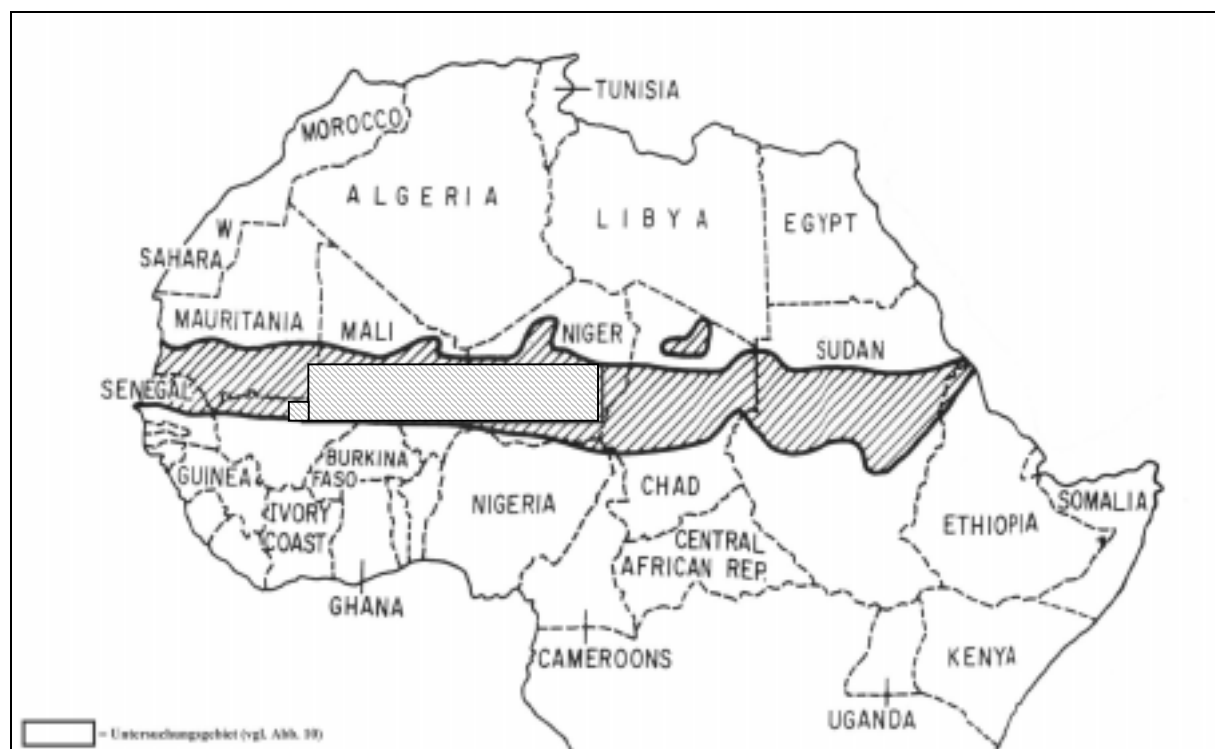 TUNISIA
MOROCCO
ALGERIA
LIBYA
EGYPT
W
SAHARA
MAURITANIA
MALI
NIGER
SUDAN
SENEGAL
GUINEA
BURKINA
FASO
IVORY
COAST
NIGERIA
CHAD
CENTRAL
AFRICAN REP.
ETHIOPIA
SOMALIA
GHANA
CAMEROONS
KENYA
UGANDA
= Untersuchungsgebiet (vgl. Abb. 10)